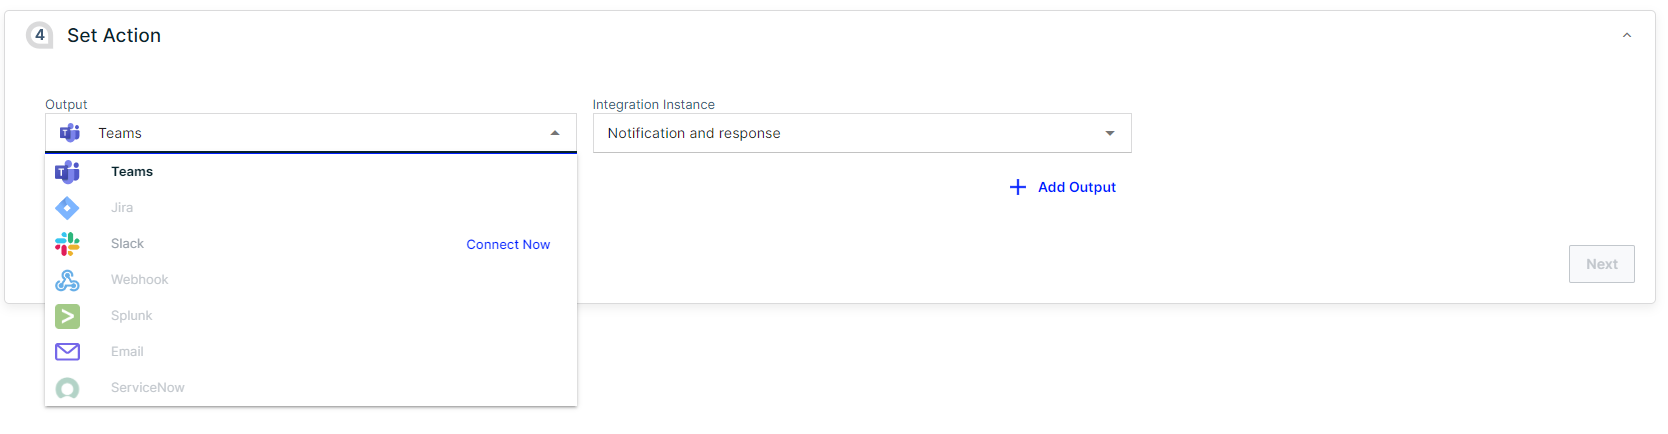 4 Set Action
Output
Integration Instance
Teams
Notification and response
Teams
Jira
Slack Connect Now
Webhook
Splunk
Email
ServiceNow
+ Add Output
Next